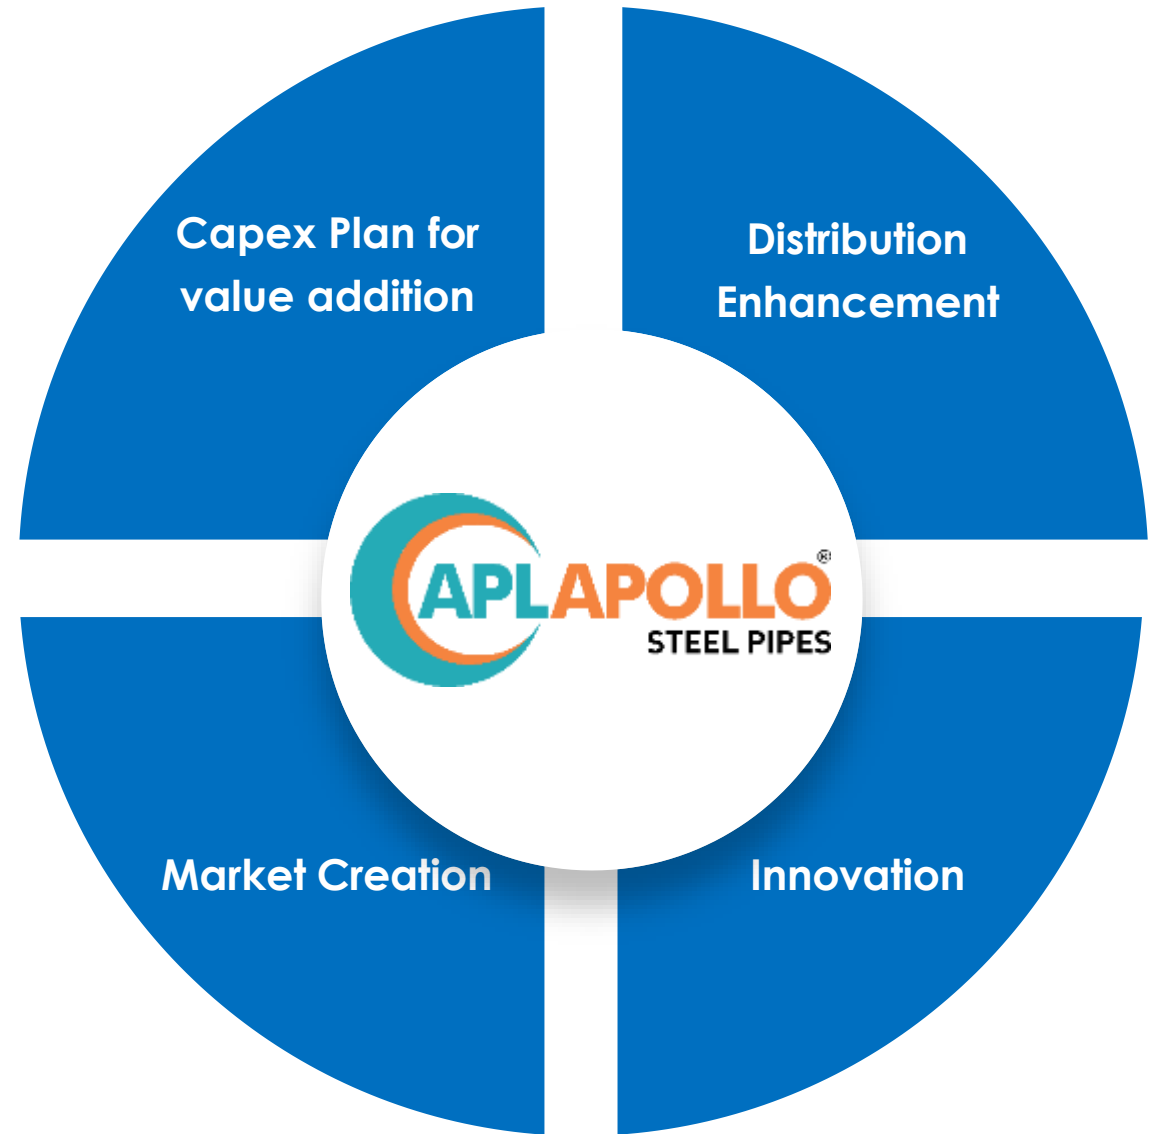 Capex Plan for
value addition
Distribution
Enhancement
APLAPOLLO®
STEEL PIPES
Market Creation
Innovation